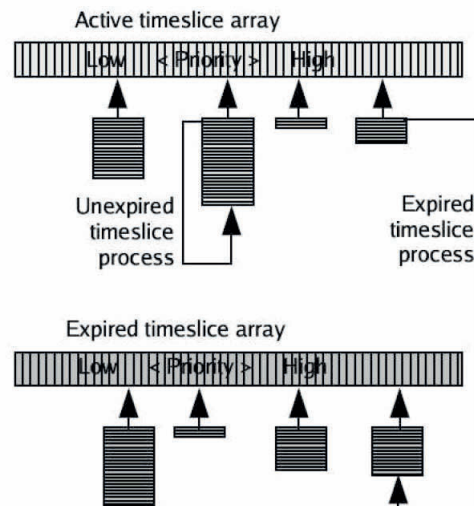 Active timeslice array
Low < Priority > High
Unexpired
timeslice
process
Expired
timeslice
process
Expired timeslice array
Low < Priority > High